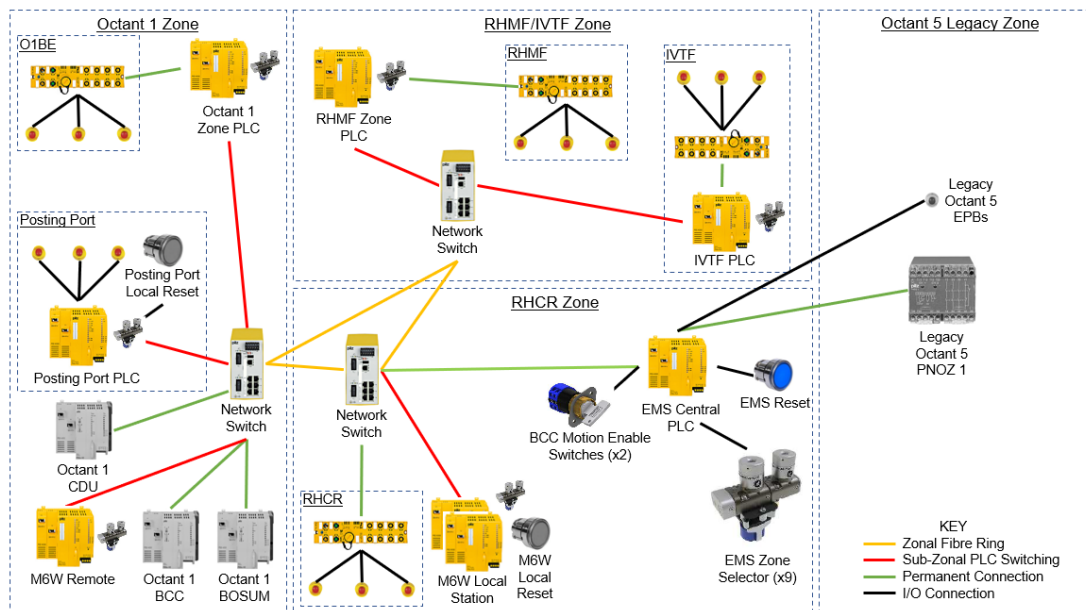 Octant 1 Zone
O1BE
Octant 1
Zone PLC
Posting Port
Posting Port
Local Reset
Posting Port PLC
Network
Switch
Octant 1
CDU
M6W Remote
Octant 1
BCC
Octant 1
BOSUM
RHMF/IVTF Zone
RHMF Zone
PLC
RHMF
IVTF
Network
Switch
IVTF PLC
RHCR Zone
Network
Switch
RHCR
M6W Local
Station
M6W
Local
Reset
BCC Motion Enable
Switches (x2)
EMS Central
PLC
EMS Reset
EMS Zone
Selector (x9)
Octant 5 Legacy Zone
Legacy
Octant 5
EPBs
Legacy
Octant 5
PNOZ 1
KEY
Zonal Fibre Ring
Sub-Zonal PLC Switching
Permanent Connection
I/O Connection